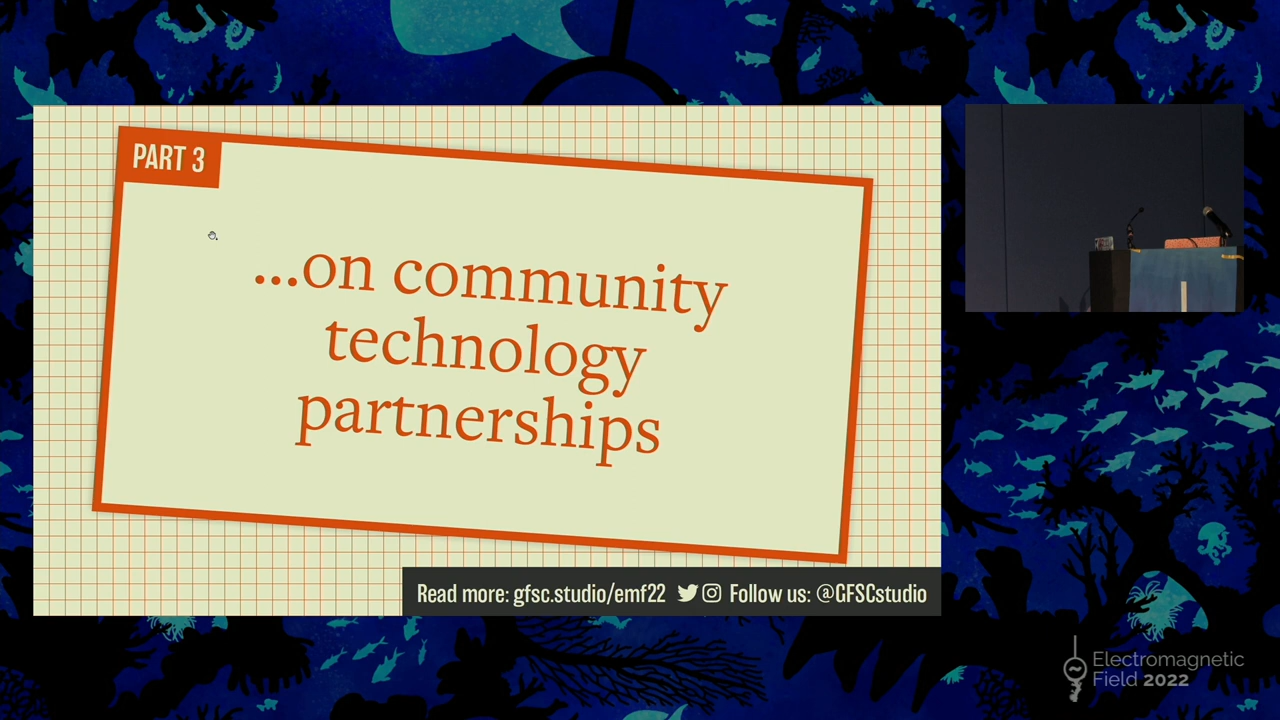 PART 3
...on community
technology
partnerships
Read more: gfsc.studio/emf22 Follow us: @GFSCstudio
Electromagnetic
Field 2022